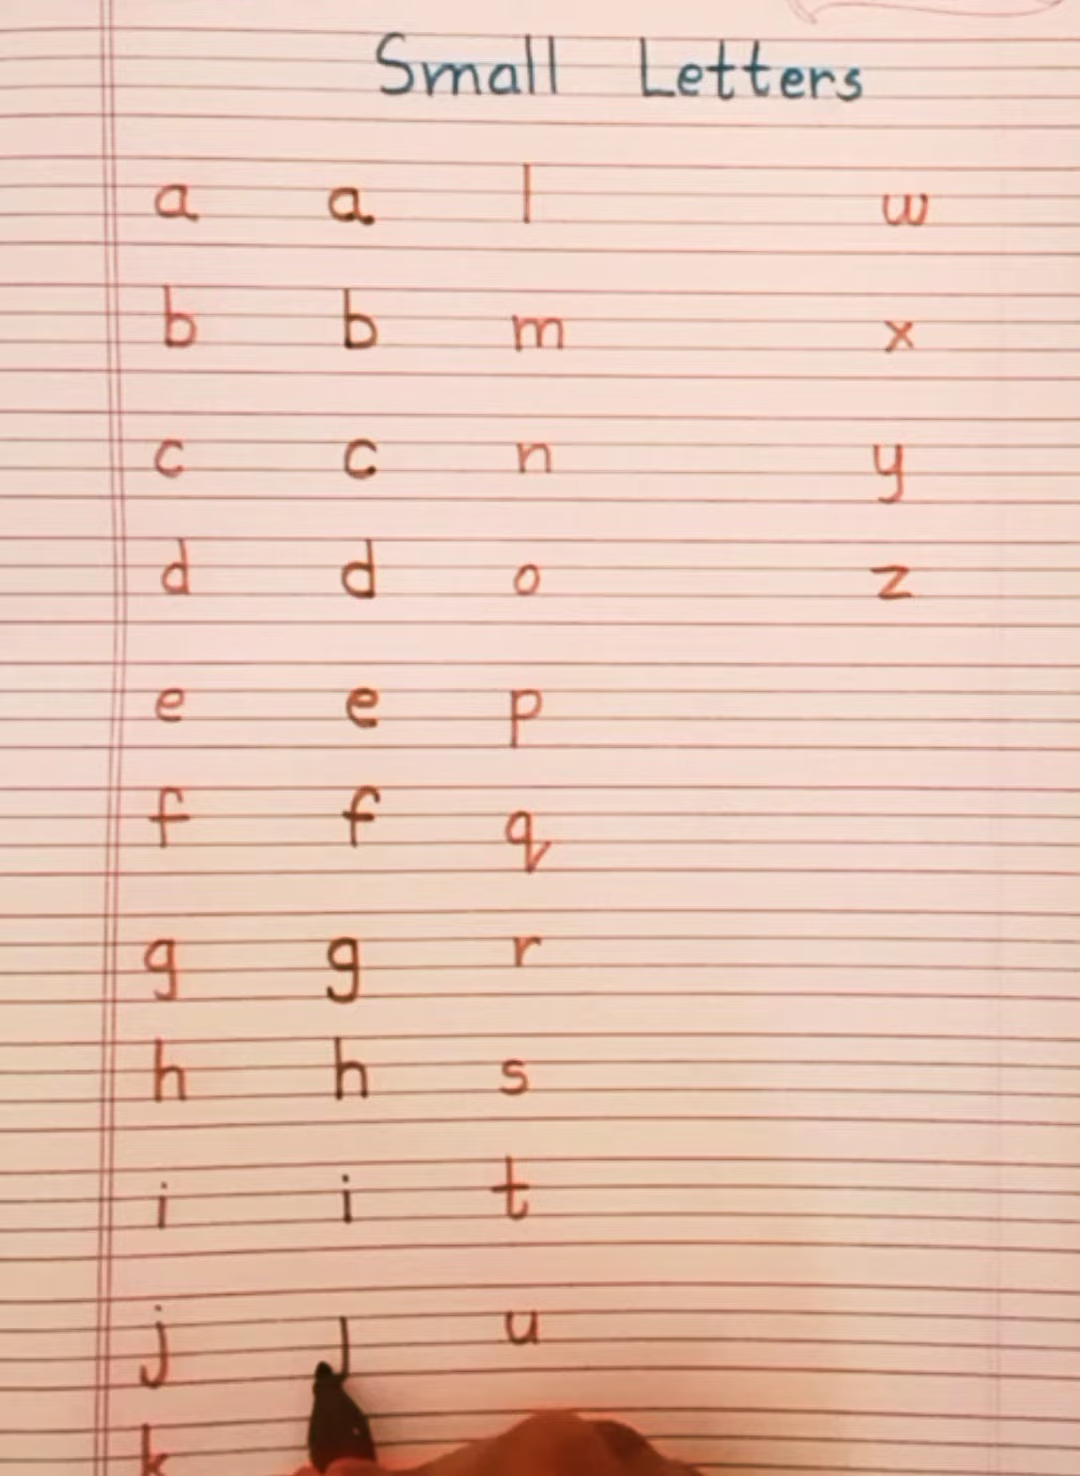 Small Letters
a a l w
b b m x
c c n y
d d o z
e e p
f f q
g g r
h h s
i i t
j j u
k